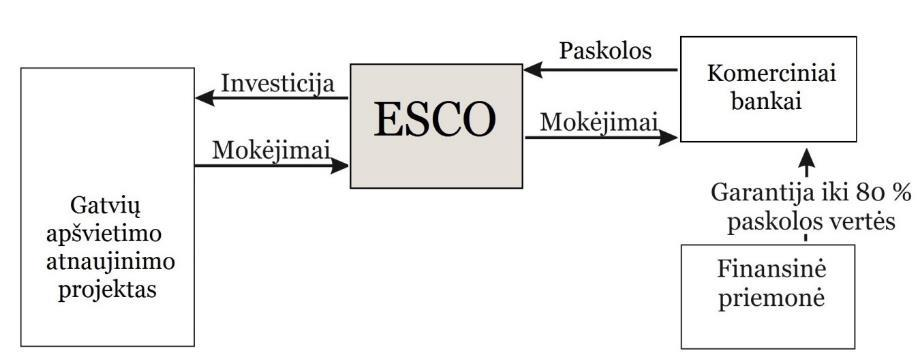 Gatvių
apšvietimo
atnaujinimo
projektas
Investicija
Mokėjimai
ESCO
Paskolos
Mokėjimai
Komerciniai
bankai
Garantija iki 80 %
paskolos vertės
Finansinė
priemonė